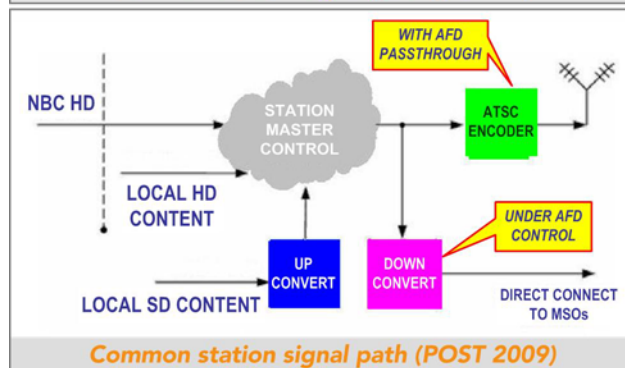 WITH AFD
PASSTHROUGH
NBC HD
STATION
MASTER
CONTROL
ATSC
ENCODER
LOCAL HD
CONTENT
UNDER AFD
CONTROL
UP
CONVERT
DOWN
CONVERT
LOCAL SD CONTENT
DIRECT CONNECT
TO MSOs
Common station signal path (POST 2009)